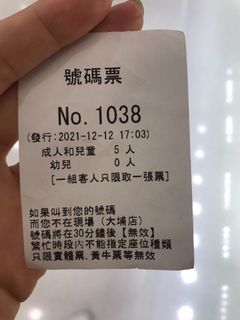 號碼票
No. 1038
(發行:2021-12-12 17:03)
成人和兒童 5 人
幼兒 0 人
[一組客人只限取一張票]
如果叫到您的號碼
而您不在現場(大埔店)
號碼將在30分鐘後【無效】
繁忙時段內不能指定座位種類
只限實體票,黃牛票等無效